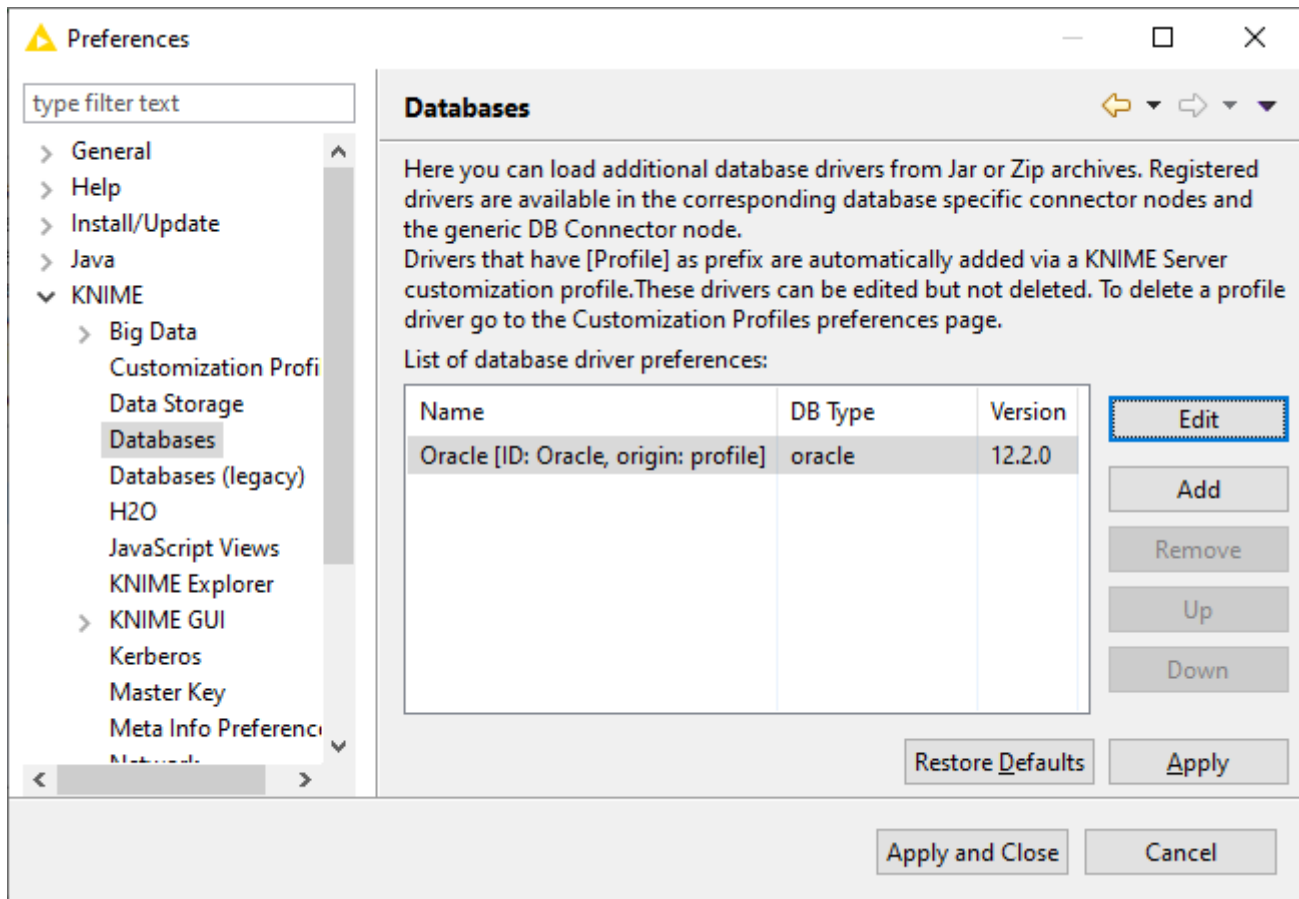 Preferences
type filter text
General
Help
Install/Update
Java
KNIME
Big Data
Customization Profi
Data Storage
Databases
Databases (legacy)
H2O
JavaScript Views
KNIME Explorer
KNIME GUI
Kerberos
Master Key
Meta Info Preference
Databases
Here you can load additional database drivers from Jar or Zip archives. Registered
drivers are available in the corresponding database specific connector nodes and
the generic DB Connector node.
Drivers that have [Profile] as prefix are automatically added via a KNIME Server
customization profile.These drivers can be edited but not deleted. To delete a profile
driver go to the Customization Profiles preferences page.
List of database driver preferences:
Name DB Type Version
Oracle [ID: Oracle, origin: profile] oracle 12.2.0
Edit
Add
Remove
Up
Down
Restore Defaults Apply
Apply and Close Cancel